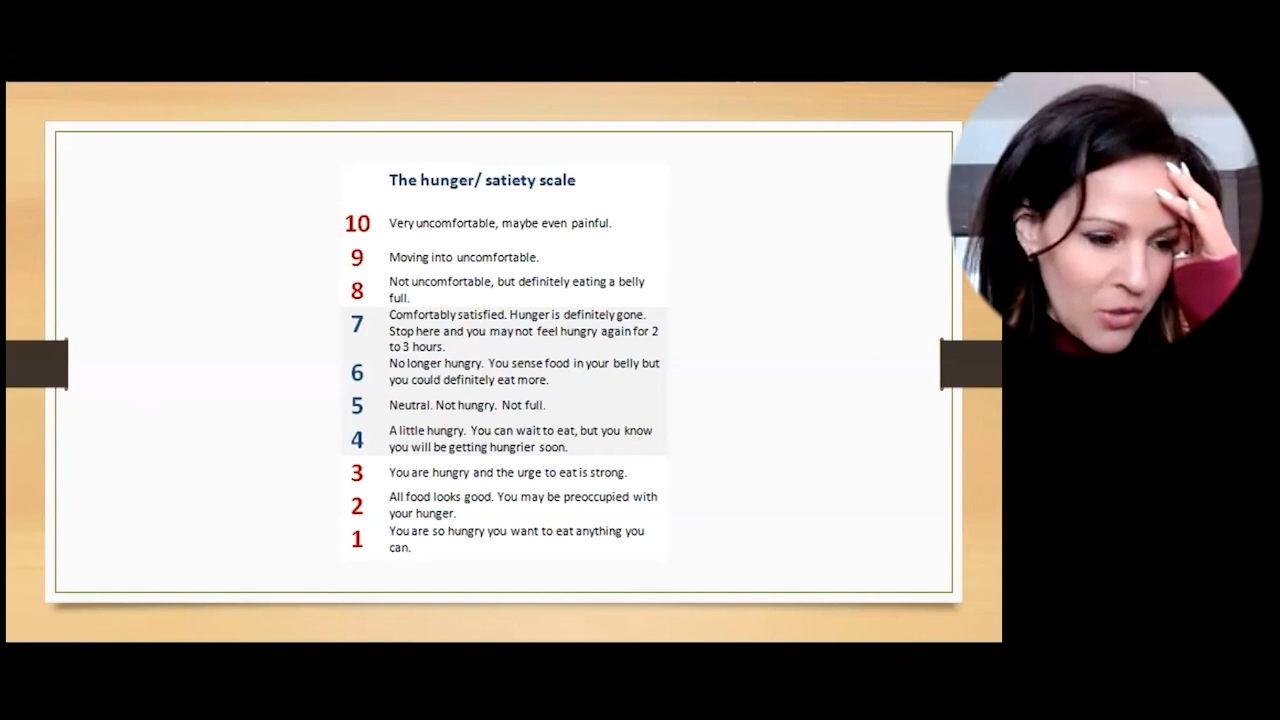 The hunger/ satiety scale
10 Very uncomfortable, maybe even painful.
9 Moving into uncomfortable.
8 Not uncomfortable, but definitely eating a belly
full.
7 Comfortably satisfied. Hunger is definitely gone.
Stop here and you may not feel hungry again for 2
to 3 hours.
6 No longer hungry. You sense food in your belly but
you could definitely eat more.
5 Neutral. Not hungry. Not full.
4 A little hungry. You can wait to eat, but you know
you will be getting hungrier soon.
3 You are hungry and the urge to eat is strong.
2 All food looks good. You may be preoccupied with
your hunger.
1 You are so hungry you want to eat anything you
can.